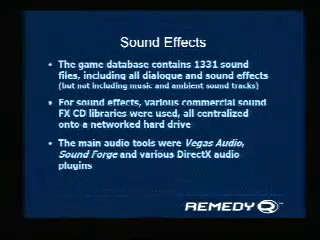 Sound Effects
• The game database contains 1331 sound
files, including all dialogue and sound effects
(but not including music and ambient sound tracks)
• For sound effects, various commercial sound
FX CD libraries were used, all centralized
onto a networked hard drive
• The main audio tools were Vegas Audio,
Sound Forge and various DirectX audio
plugins
REMEDY